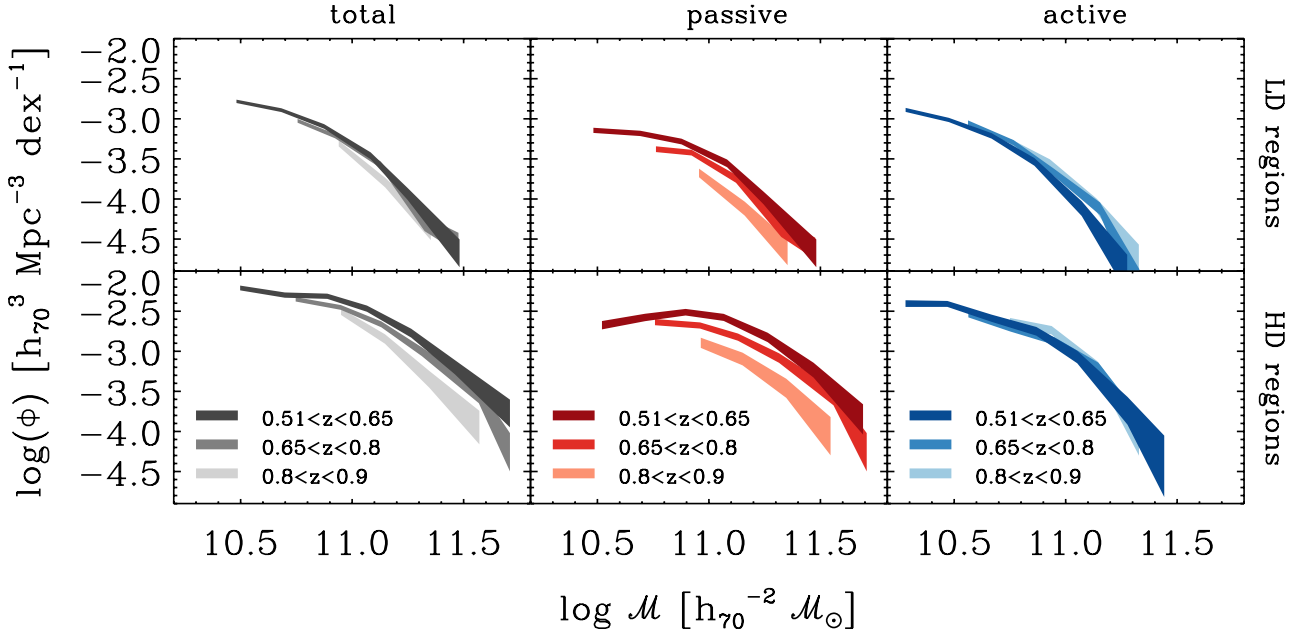 total passive active
−2.0
−2.5
−3.0
−3.5
−4.0
−4.5
LD regions
−2.0
−2.5
−3.0
−3.5
−4.0
−4.5
HD regions
log(ϕ) [h₇₀³ Mpc⁻³ dex⁻¹]
0.51<z<0.65
0.65<z<0.8
0.8<z<0.9
0.51<z<0.65
0.65<z<0.8
0.8<z<0.9
0.51<z<0.65
0.65<z<0.8
0.8<z<0.9
10.5 11.0 11.5 10.5 11.0 11.5 10.5 11.0 11.5
log ℳ [h₇₀⁻² ℳ⊙]